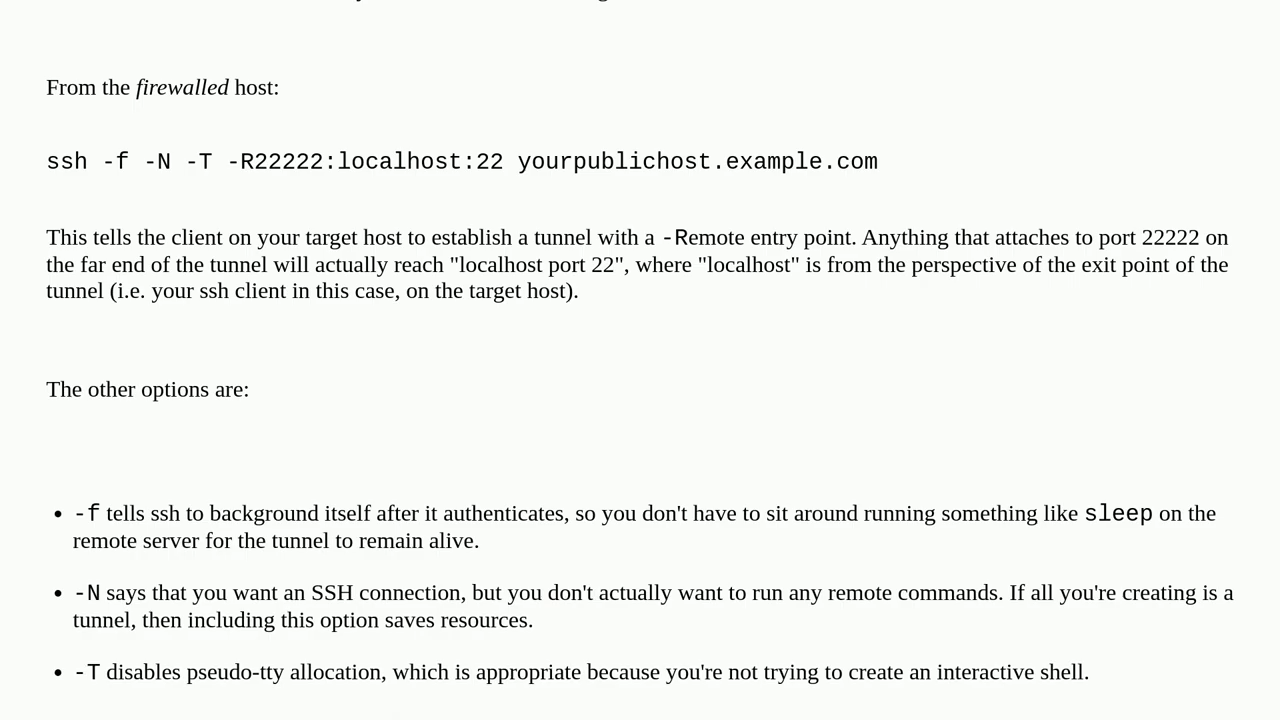 From the firewalled host:
ssh -f -N -T -R22222:localhost:22 yourpublichost.example.com
This tells the client on your target host to establish a tunnel with a -Remote entry point. Anything that attaches to port 22222 on
the far end of the tunnel will actually reach "localhost port 22", where "localhost" is from the perspective of the exit point of the
tunnel (i.e. your ssh client in this case, on the target host).
The other options are:
• -f tells ssh to background itself after it authenticates, so you don't have to sit around running something like sleep on the
remote server for the tunnel to remain alive.
• -N says that you want an SSH connection, but you don't actually want to run any remote commands. If all you're creating is a
tunnel, then including this option saves resources.
• -T disables pseudo-tty allocation, which is appropriate because you're not trying to create an interactive shell.